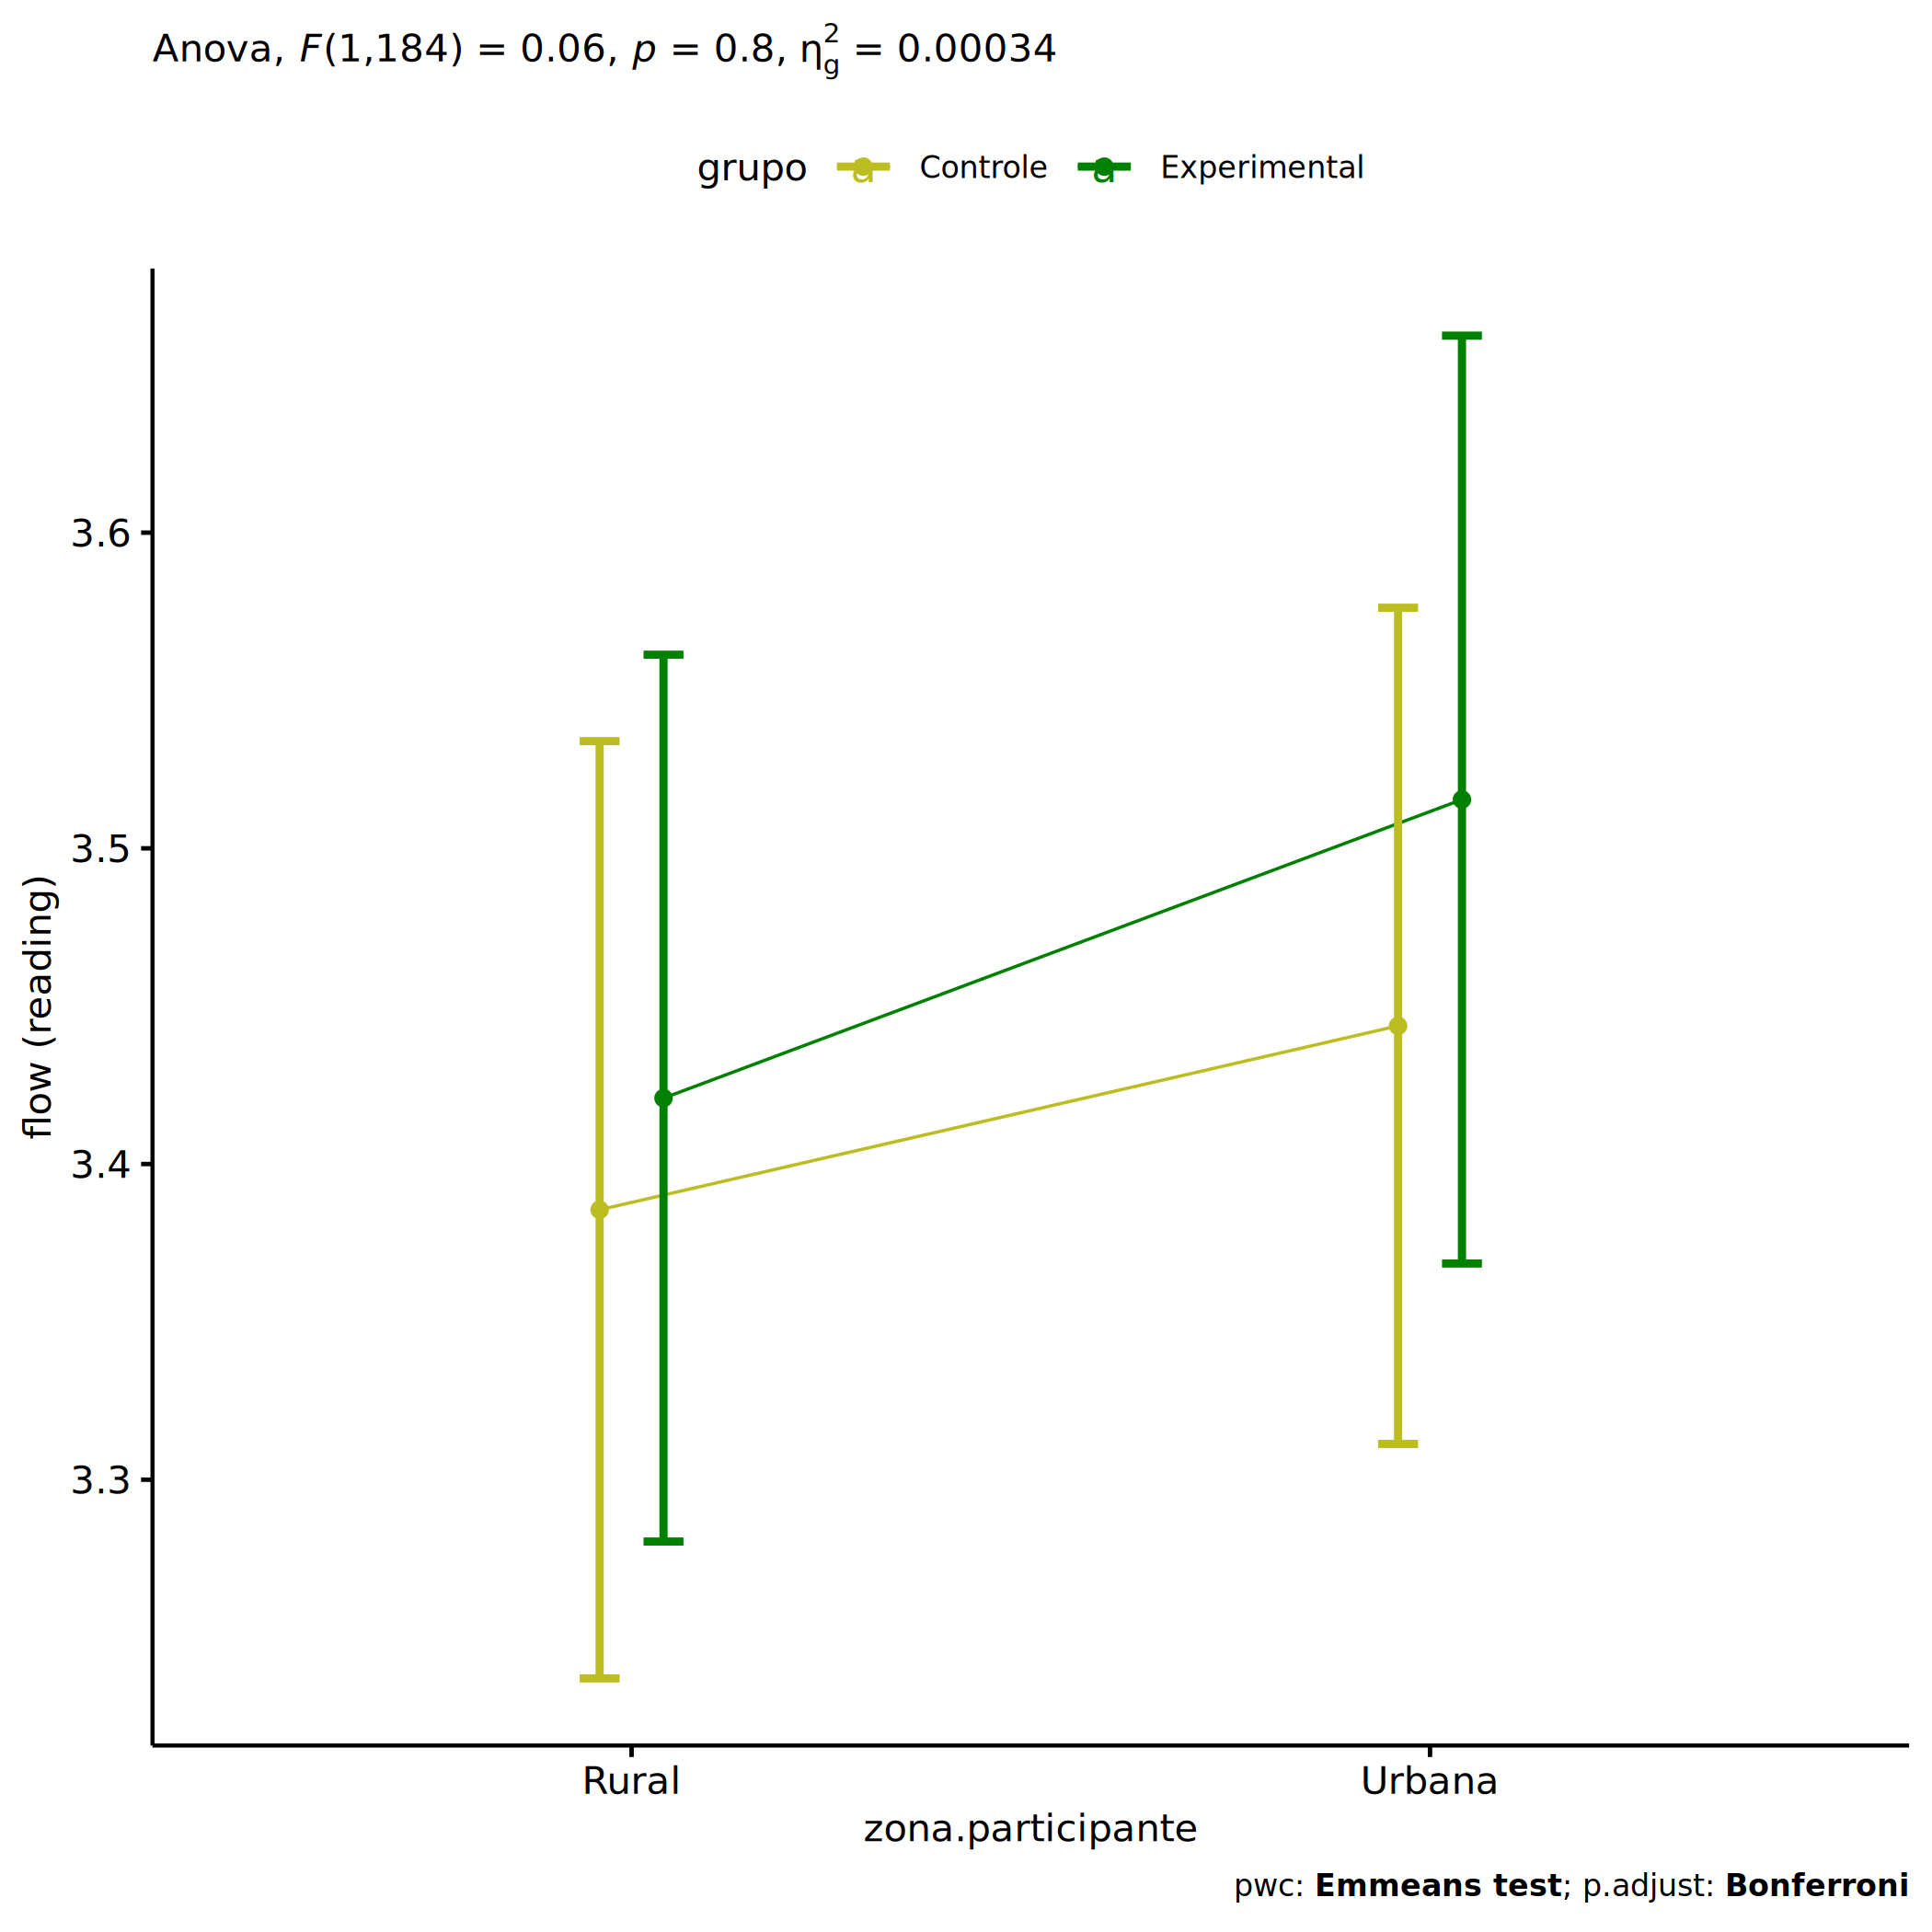 Anova, F(1,184) = 0.06, p = 0.8, η²g = 0.00034
grupo a Controle a Experimental
3.6
3.5
3.4
3.3
flow (reading)
Rural Urbana
zona.participante
pwc: Emmeans test; p.adjust: Bonferroni